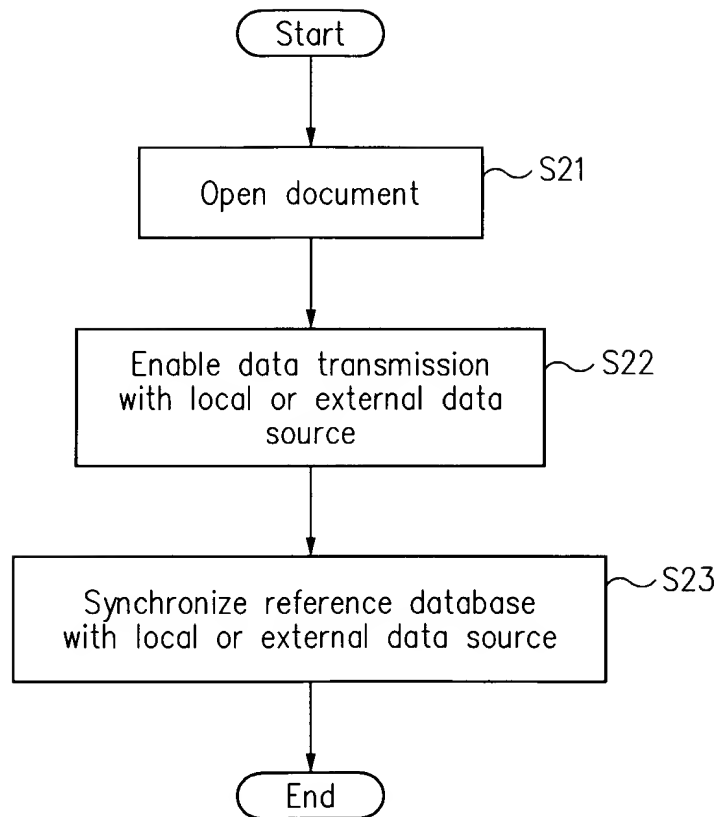 Start
Open document
S21
Enable data transmission
with local or external data
source
S22
Synchronize reference database
with local or external data source
S23
End